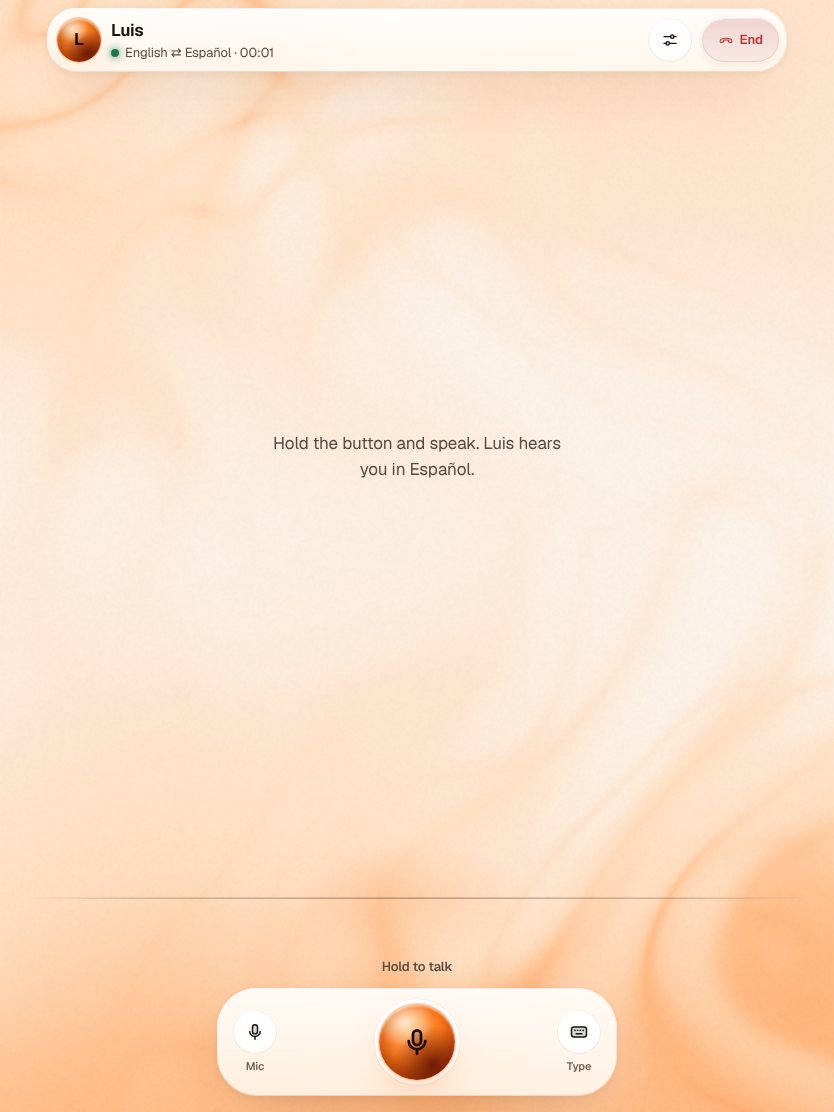 L
Luis
English ⇄ Español · 00:01
End
Hold the button and speak. Luis hears
you in Español.
Hold to talk
Mic
Type